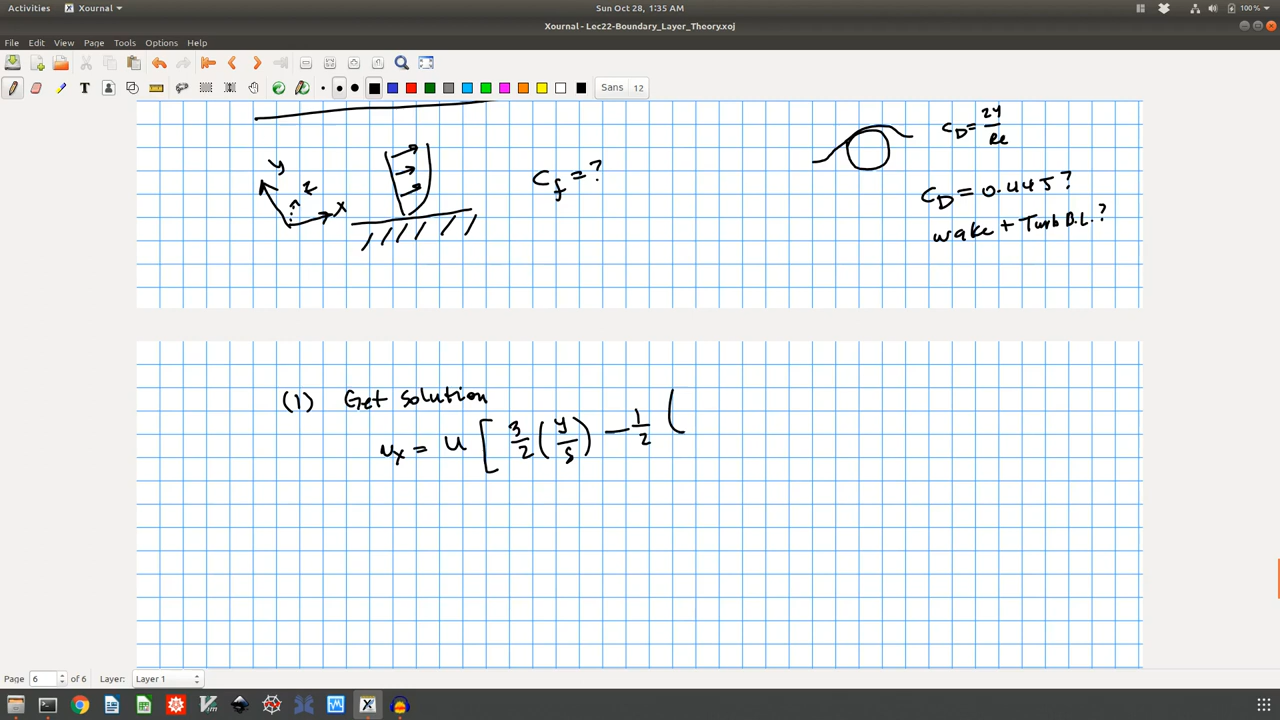 Activities Xournal Sun Oct 28, 1:35 AM 100 %
Xournal - Lec22-Boundary_Layer_Theory.xoj
File Edit View Page Tools Options Help
Sans 12
C_D = 24/Re
y z x
C_f = ?
C_D = 0.445?
wake + Turb B.L.?
(1) Get solution
u_x = U [ 3/2 (y/δ) − 1/2 (
Page 6 of 6 Layer: Layer 1